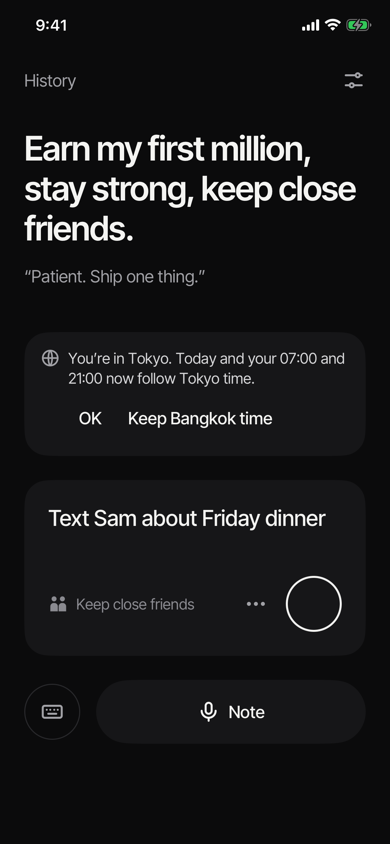 9:41
History
Earn my first million,
stay strong, keep close
friends.
“Patient. Ship one thing.”
You’re in Tokyo. Today and your 07:00 and
21:00 now follow Tokyo time.
OK Keep Bangkok time
Text Sam about Friday dinner
Keep close friends
Note